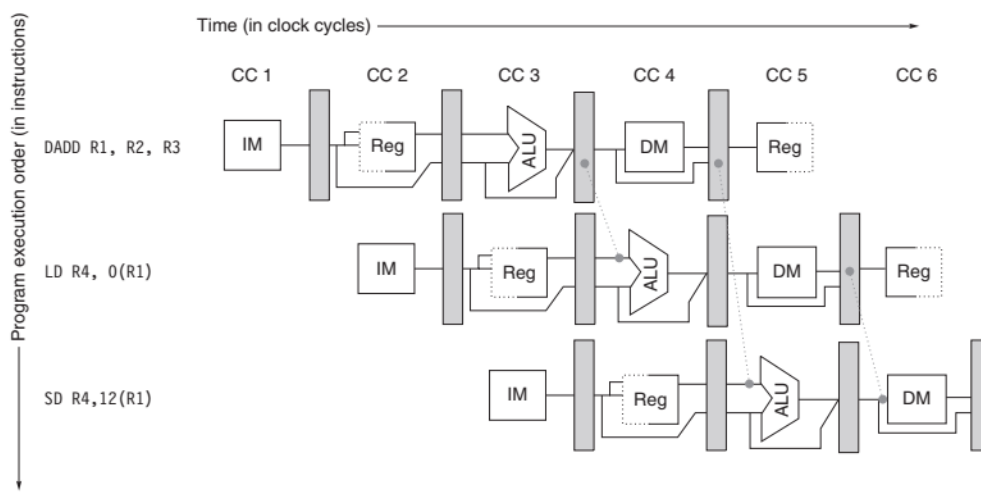 Time (in clock cycles)
CC 1 CC 2 CC 3 CC 4 CC 5 CC 6
Program execution order (in instructions)
DADD R1, R2, R3
IM Reg ALU DM Reg
LD R4, 0(R1)
IM Reg ALU DM Reg
SD R4,12(R1)
IM Reg ALU DM